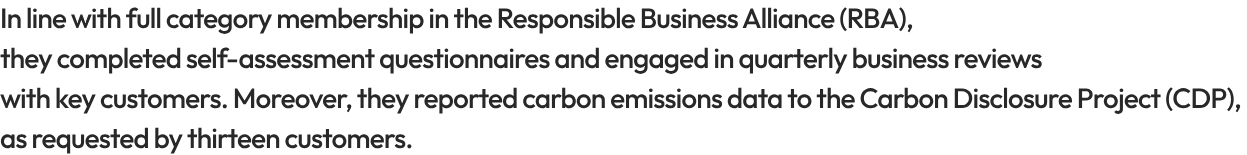 In line with full category membership in the Responsible Business Alliance (RBA),
they completed self-assessment questionnaires and engaged in quarterly business reviews
with key customers. Moreover, they reported carbon emissions data to the Carbon Disclosure Project (CDP),
as requested by thirteen customers.